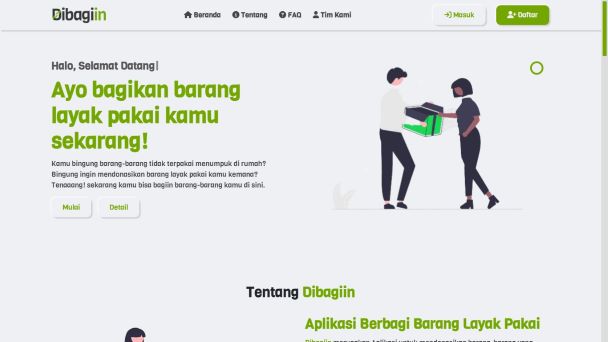 Dibagiin
Beranda
Tentang
FAQ
Tim Kami
Masuk
Daftar
Halo, Selamat Datang|
Ayo bagikan barang
layak pakai kamu
sekarang!
Kamu bingung barang-barang tidak terpakai menumpuk di rumah?
Bingung ingin mendonasikan barang layak pakai kamu kemana?
Tenaaang! sekarang kamu bisa bagiin barang-barang kamu di sini.
Mulai
Detail
Tentang Dibagiin
Aplikasi Berbagi Barang Layak Pakai